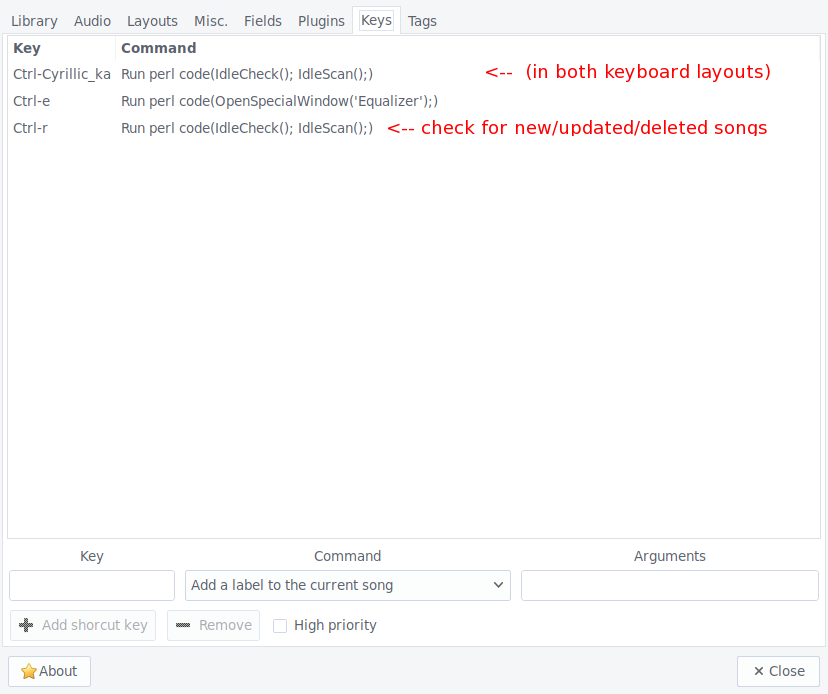 Library Audio Layouts Misc. Fields Plugins Keys Tags
Key Command
Ctrl-Cyrillic_ka Run perl code(IdleCheck(); IdleScan();) <-- (in both keyboard layouts)
Ctrl-e Run perl code(OpenSpecialWindow('Equalizer');)
Ctrl-r Run perl code(IdleCheck(); IdleScan();) <-- check for new/updated/deleted songs
Key Command Arguments
Add a label to the current song
Add shorcut key Remove High priority
About Close